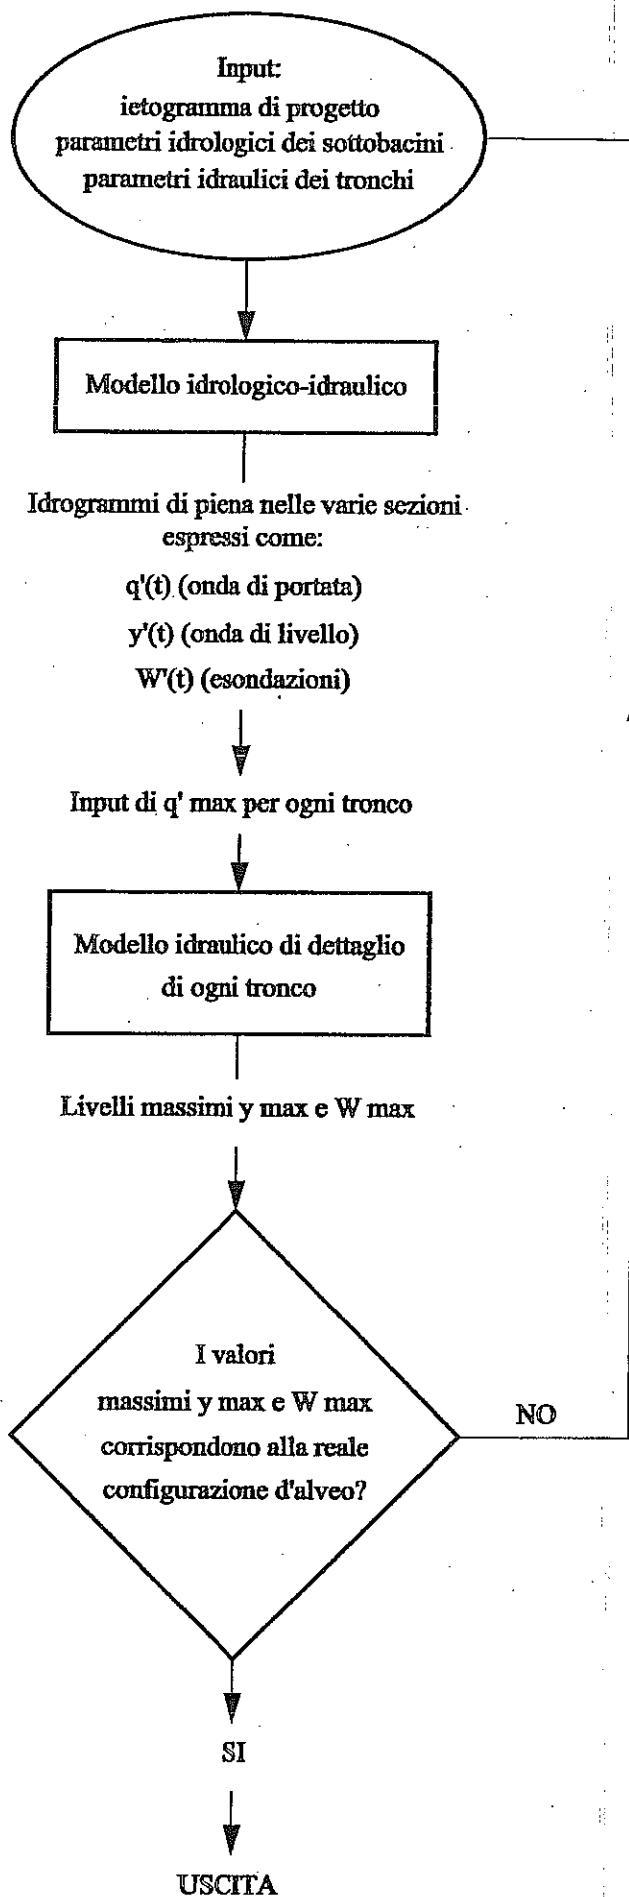 Input:
ietogramma di progetto
parametri idrologici dei sottobacini
parametri idraulici dei tronchi
Modello idrologico-idraulico
Idrogrammi di piena nelle varie sezioni
espressi come:
q'(t) (onda di portata)
y'(t) (onda di livello)
W'(t) (esondazioni)
Input di q' max per ogni tronco
Modello idraulico di dettaglio
di ogni tronco
Livelli massimi y max e W max
I valori
massimi y max e W max
corrispondono alla reale
configurazione d'alveo?
NO
SI
USCITA